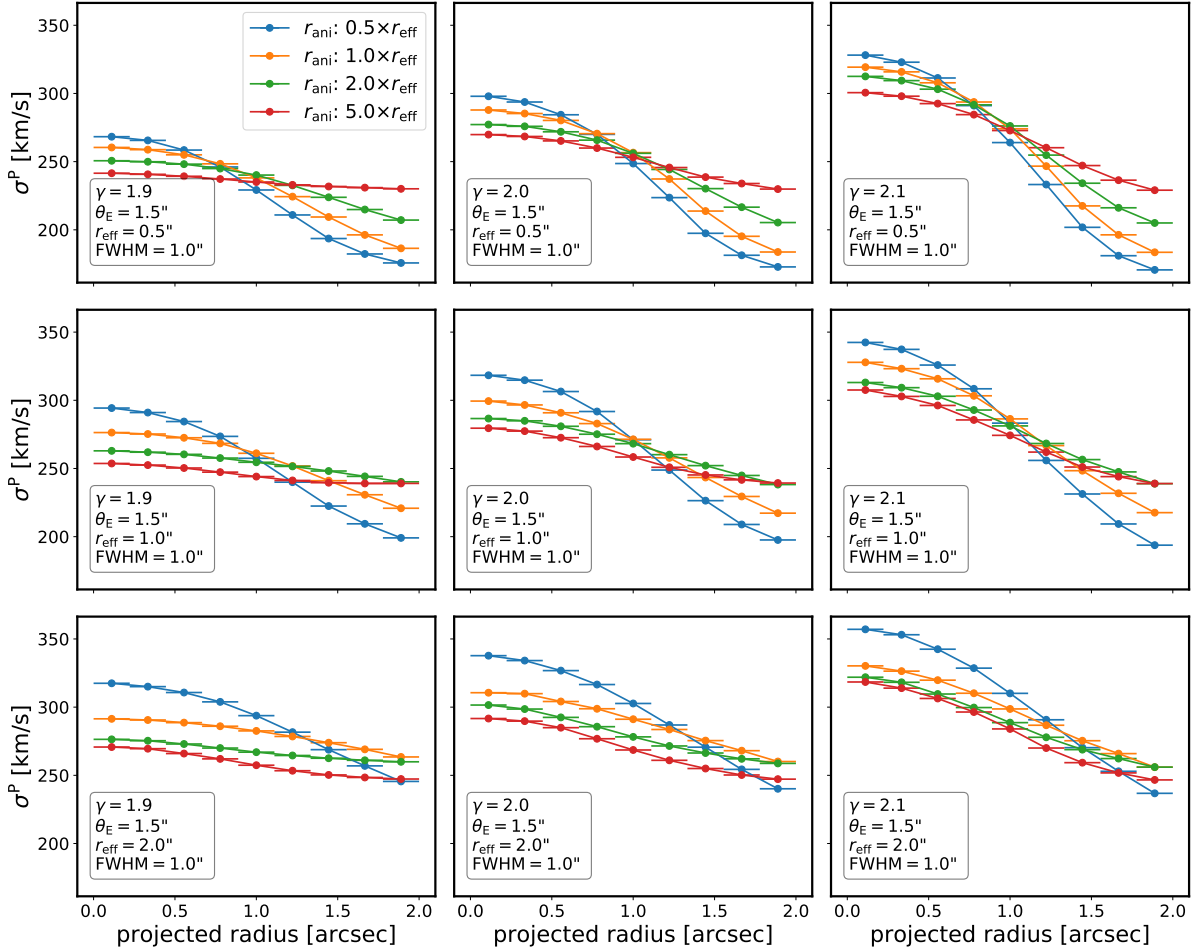 350
300
250
200
σᴾ [km/s]
r_ani: 0.5×r_eff
r_ani: 1.0×r_eff
r_ani: 2.0×r_eff
r_ani: 5.0×r_eff
γ = 1.9
θ_E = 1.5"
r_eff = 0.5"
FWHM = 1.0"
γ = 2.0
θ_E = 1.5"
r_eff = 0.5"
FWHM = 1.0"
γ = 2.1
θ_E = 1.5"
r_eff = 0.5"
FWHM = 1.0"
350
300
250
200
σᴾ [km/s]
γ = 1.9
θ_E = 1.5"
r_eff = 1.0"
FWHM = 1.0"
γ = 2.0
θ_E = 1.5"
r_eff = 1.0"
FWHM = 1.0"
γ = 2.1
θ_E = 1.5"
r_eff = 1.0"
FWHM = 1.0"
350
300
250
200
σᴾ [km/s]
γ = 1.9
θ_E = 1.5"
r_eff = 2.0"
FWHM = 1.0"
γ = 2.0
θ_E = 1.5"
r_eff = 2.0"
FWHM = 1.0"
γ = 2.1
θ_E = 1.5"
r_eff = 2.0"
FWHM = 1.0"
0.0 0.5 1.0 1.5 2.0
0.0 0.5 1.0 1.5 2.0
0.0 0.5 1.0 1.5 2.0
projected radius [arcsec]
projected radius [arcsec]
projected radius [arcsec]